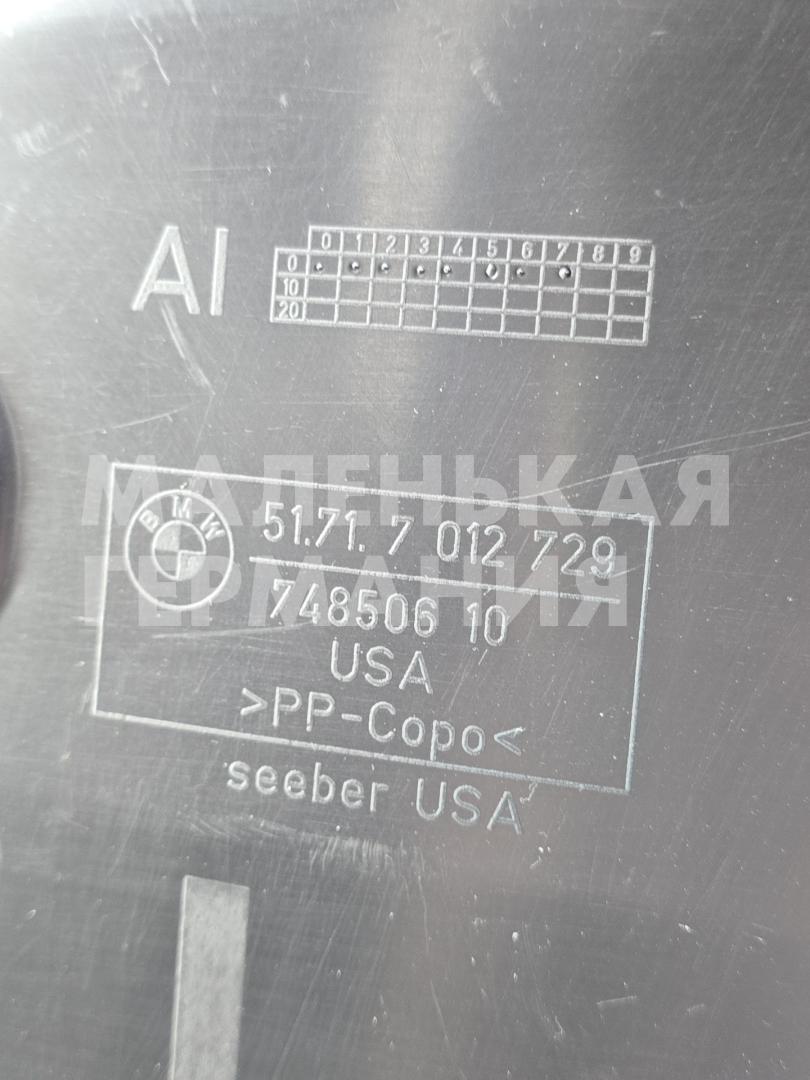 AI
0 1 2 3 4 5 6 7 8 9
0
10
20
BMW
51.71. 7 012 729
748506 10
USA
>PP-Copo<
seeber USA
МАЛЕНЬКАЯ
ГЕРМАНИЯ